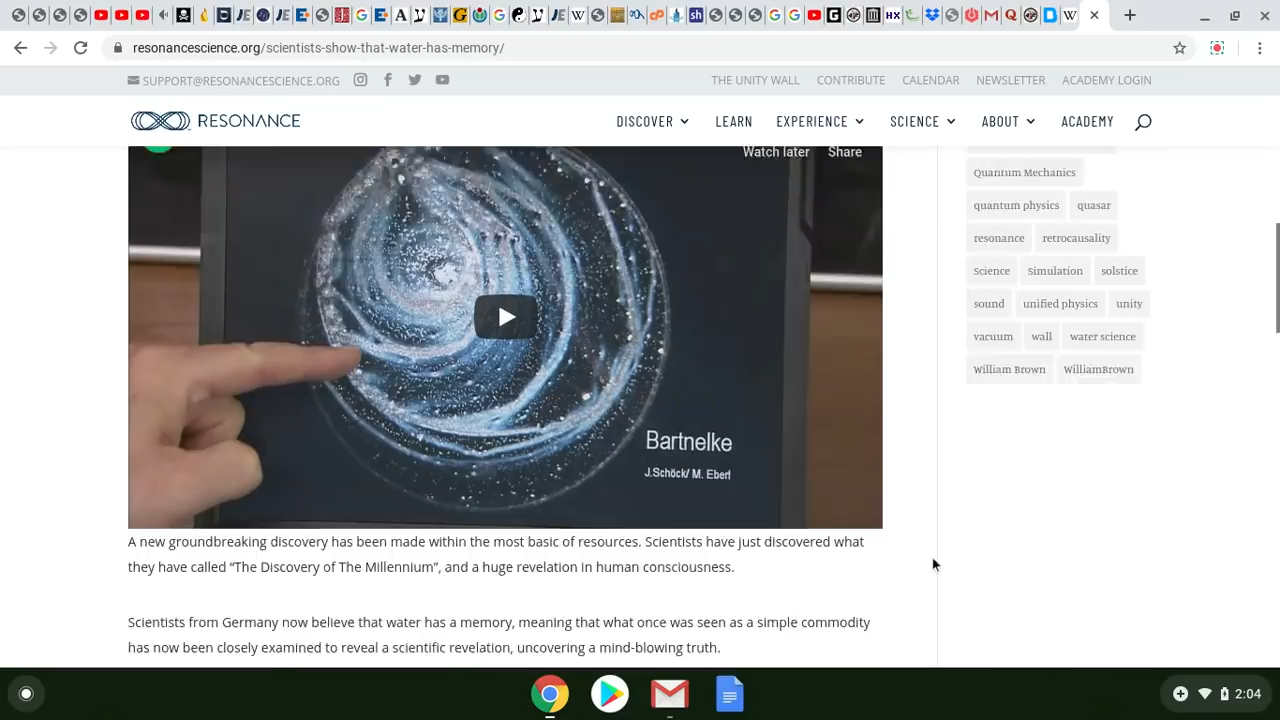 resonancescience.org/scientists-show-that-water-has-memory/
SUPPORT@RESONANCESCIENCE.ORG
THE UNITY WALL
CONTRIBUTE
CALENDAR
NEWSLETTER
ACADEMY LOGIN
RESONANCE
DISCOVER
LEARN
EXPERIENCE
SCIENCE
ABOUT
ACADEMY
Watch later
Share
Bartnelke
J.Schöck/ M. Eberl
A new groundbreaking discovery has been made within the most basic of resources. Scientists have just discovered what
they have called “The Discovery of The Millennium”, and a huge revelation in human consciousness.
Scientists from Germany now believe that water has a memory, meaning that what once was seen as a simple commodity
has now been closely examined to reveal a scientific revelation, uncovering a mind-blowing truth.
Quantum Mechanics
quantum physics
quasar
resonance
retrocausality
Science
Simulation
solstice
sound
unified physics
unity
vacuum
wall
water science
William Brown
WilliamBrown
2:04